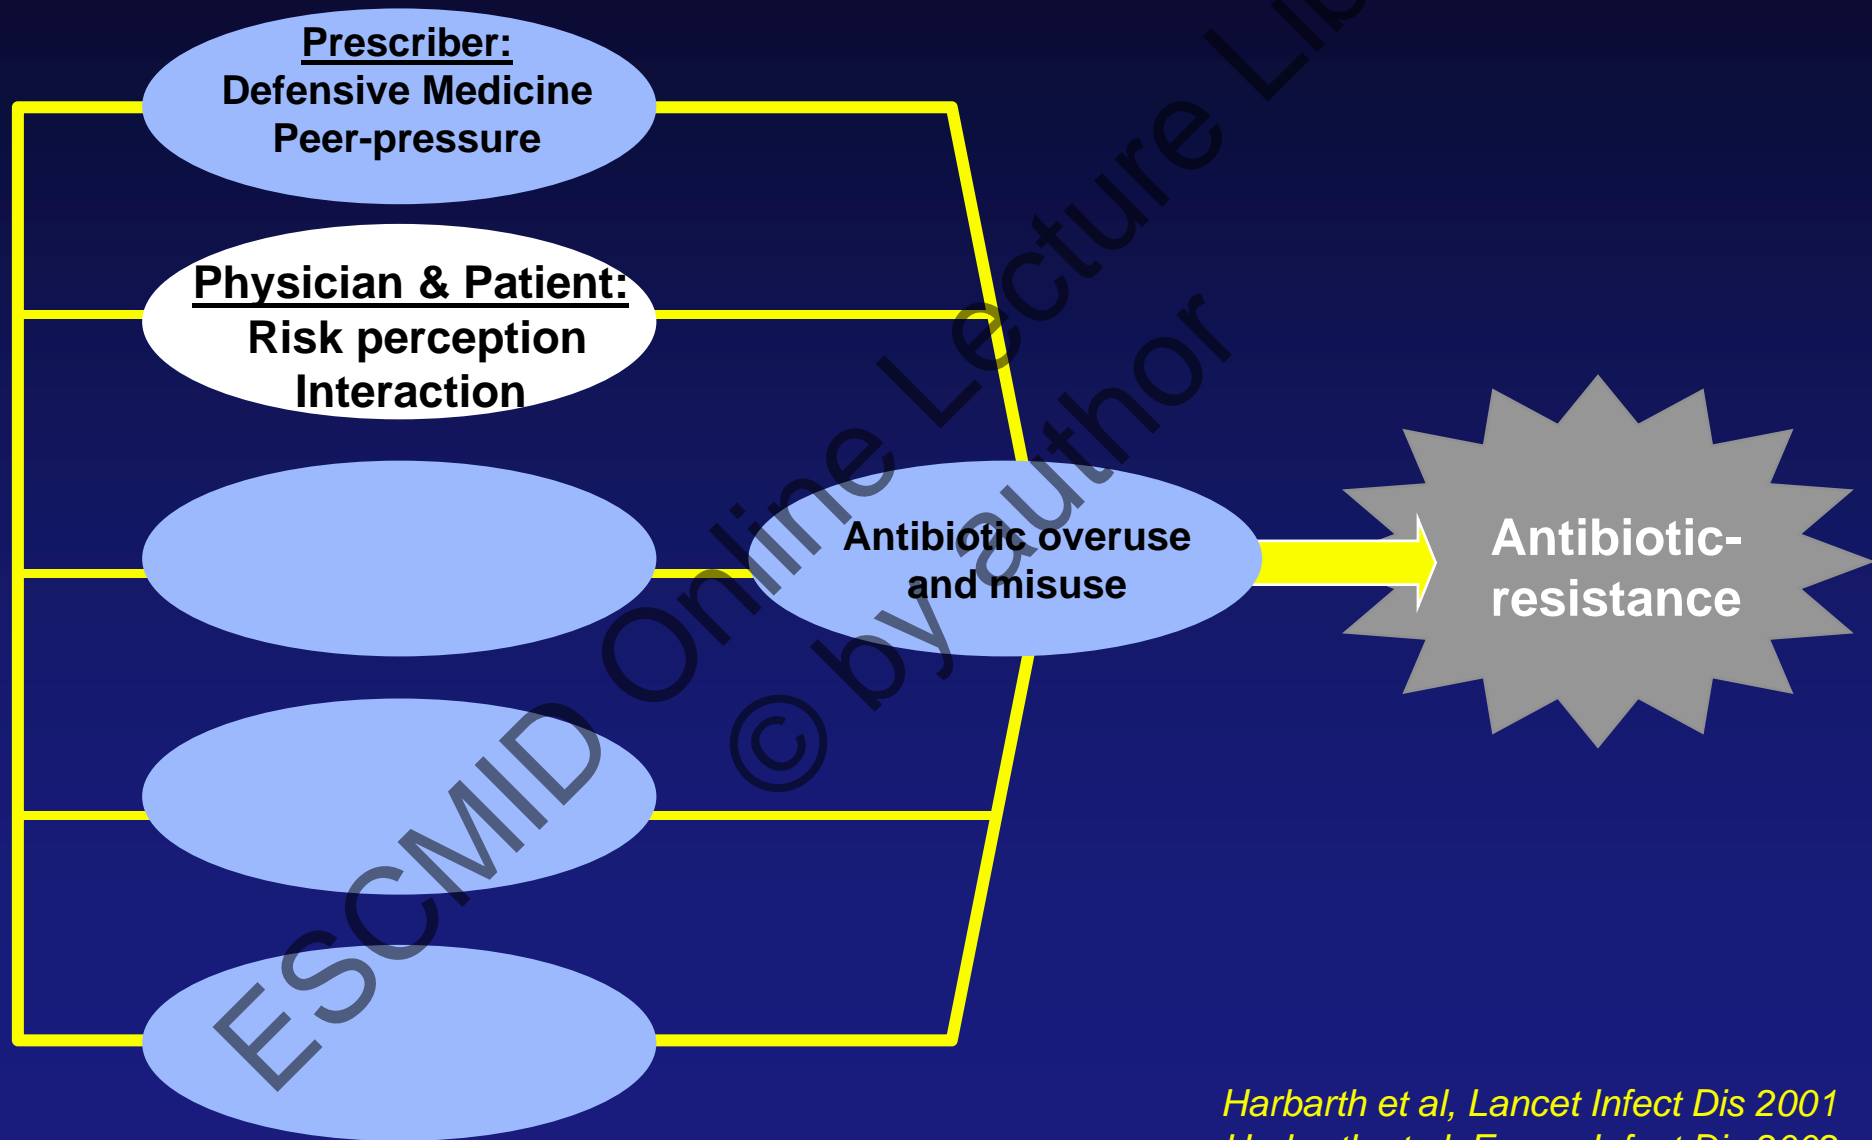 Prescriber:
Defensive Medicine
Peer-pressure
Physician & Patient:
Risk perception
Interaction
Antibiotic overuse
and misuse
Antibiotic-
resistance
ESCMID Online Lecture Lib
© by author
Harbarth et al, Lancet Infect Dis 2001